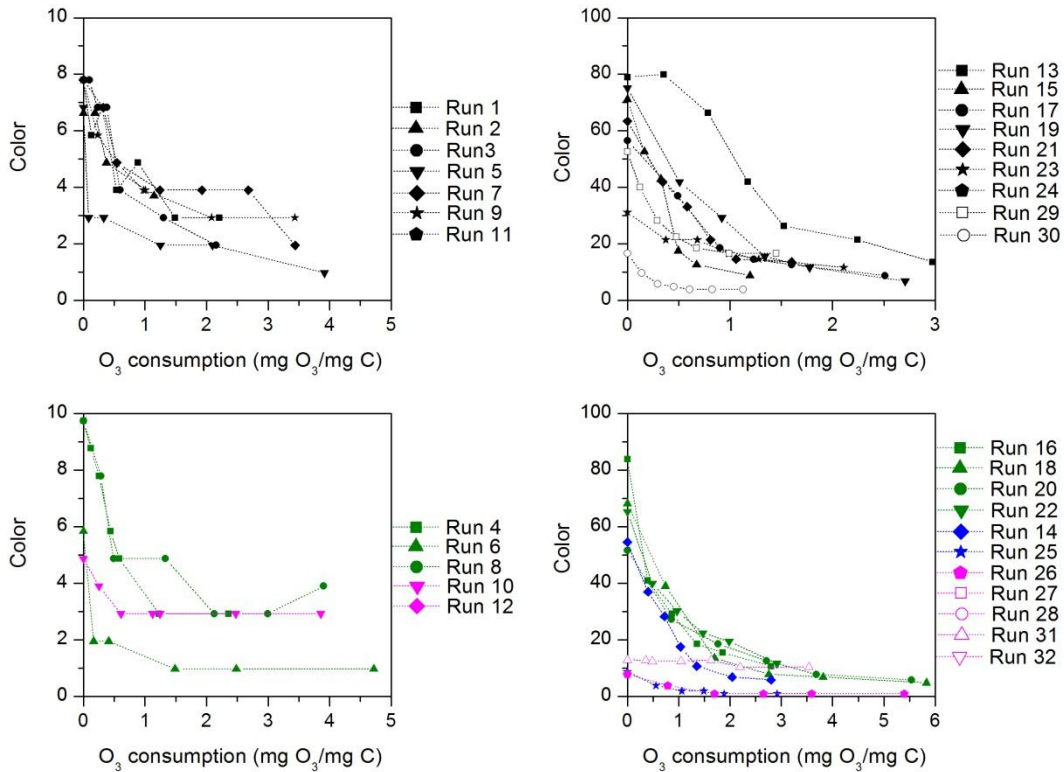 10
8
6
4
2
0
Color
0 1 2 3 4 5
O₃ consumption (mg O₃/mg C)
Run 1
Run 2
Run3
Run 5
Run 7
Run 9
Run 11
100
80
60
40
20
0
Color
0 1 2 3
O₃ consumption (mg O₃/mg C)
Run 13
Run 15
Run 17
Run 19
Run 21
Run 23
Run 24
Run 29
Run 30
10
8
6
4
2
0
Color
0 1 2 3 4 5
O₃ consumption (mg O₃/mg C)
Run 4
Run 6
Run 8
Run 10
Run 12
100
80
60
40
20
0
Color
0 1 2 3 4 5 6
O₃ consumption (mg O₃/mg C)
Run 16
Run 18
Run 20
Run 22
Run 14
Run 25
Run 26
Run 27
Run 28
Run 31
Run 32